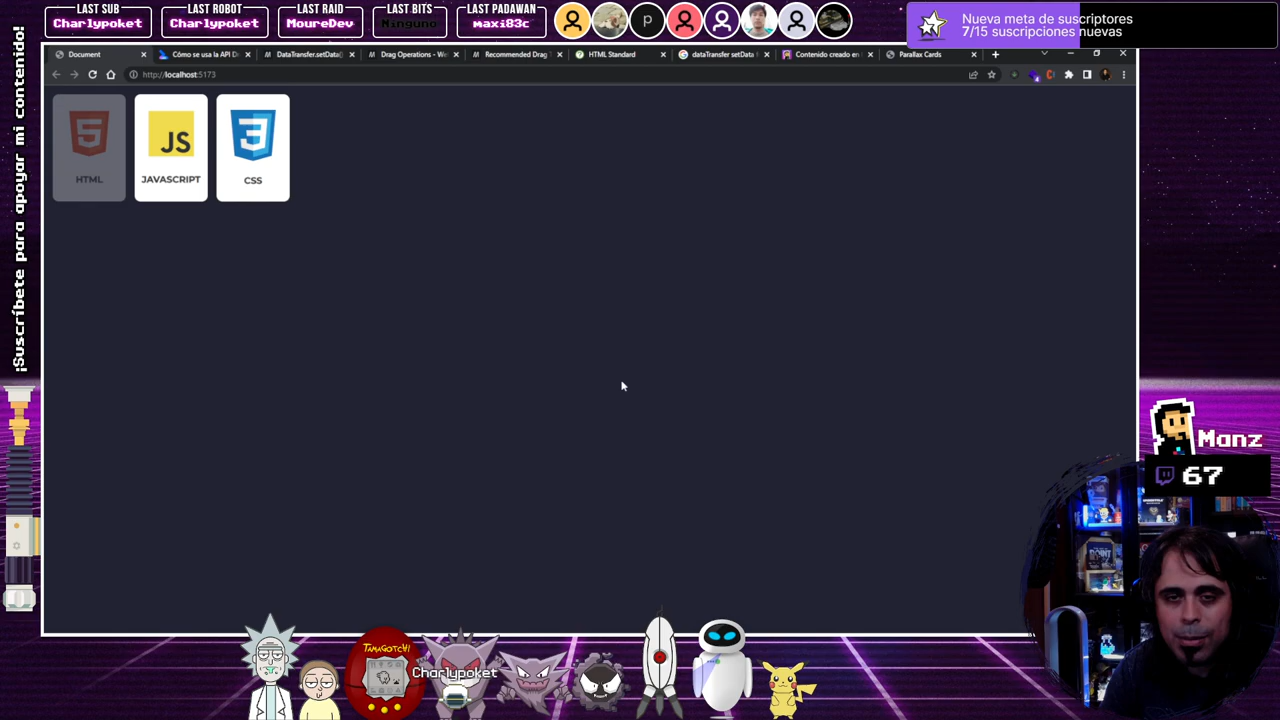 LAST SUB
Charlypoket
LAST ROBOT
Charlypoket
LAST RAID
MoureDev
LAST BITS
Ninguno
LAST PADAWAN
maxi83c
p
Nueva meta de suscriptores
7/15 suscripciones nuevas
¡Suscríbete para apoyar mi contenido!
Document
Cómo se usa la API D
DataTransfer.setData(
Drag Operations - We
Recommended Drag
HTML Standard
dataTransfer setData
Contenido creado en
Parallax Cards
http://localhost:5173
5
HTML
JS
JAVASCRIPT
3
CSS
Manz
67
TAMAGOTCHI
Charlypoket